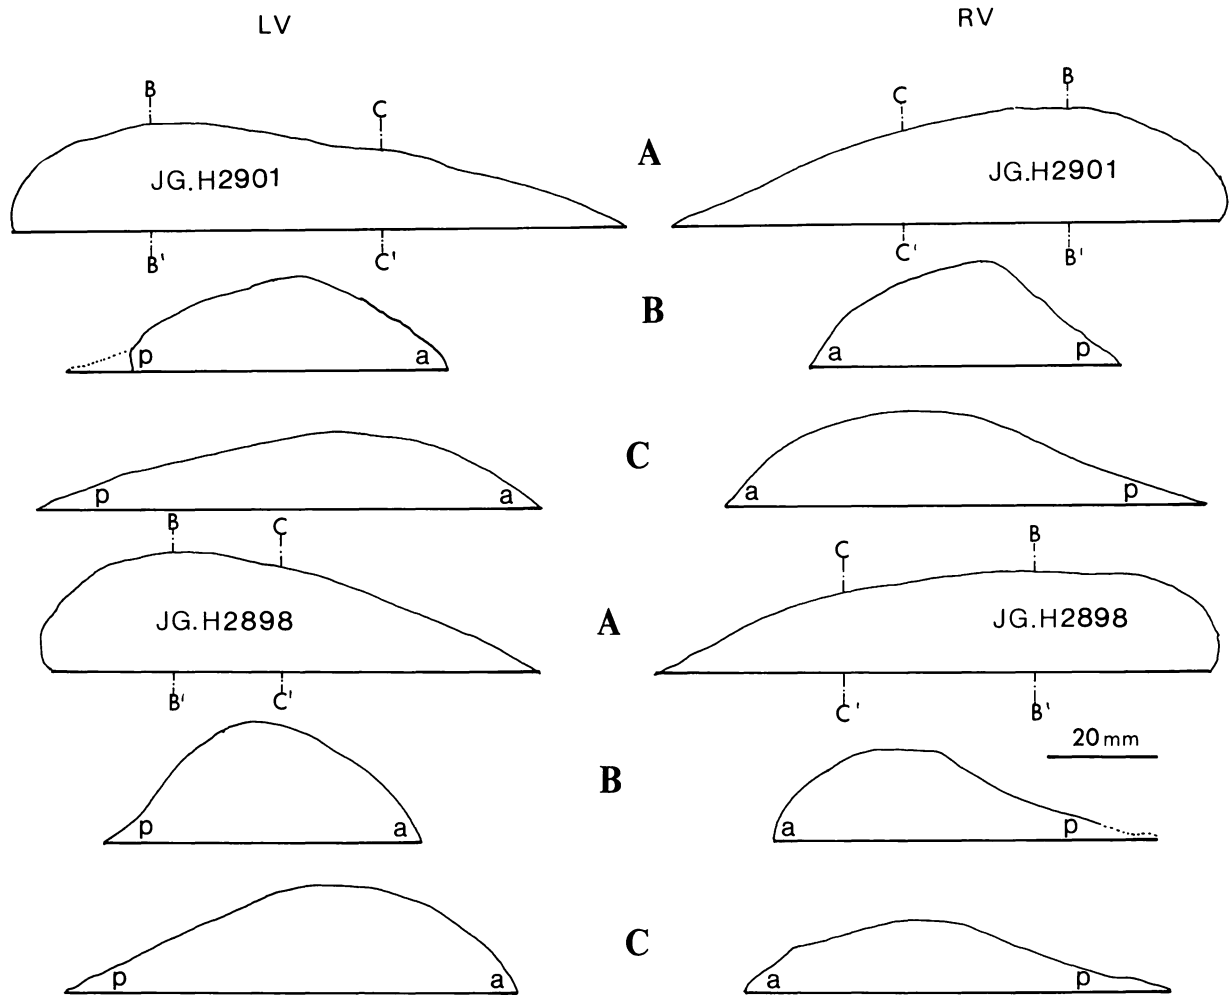 LV RV
B C C B
A
JG.H2901 JG.H2901
B' C' C' B'
B
p a a p
C
p a a p
B C C B
A
JG.H2898 JG.H2898
B' C' C' B'
20 mm
B
p a a p
C
p a a p